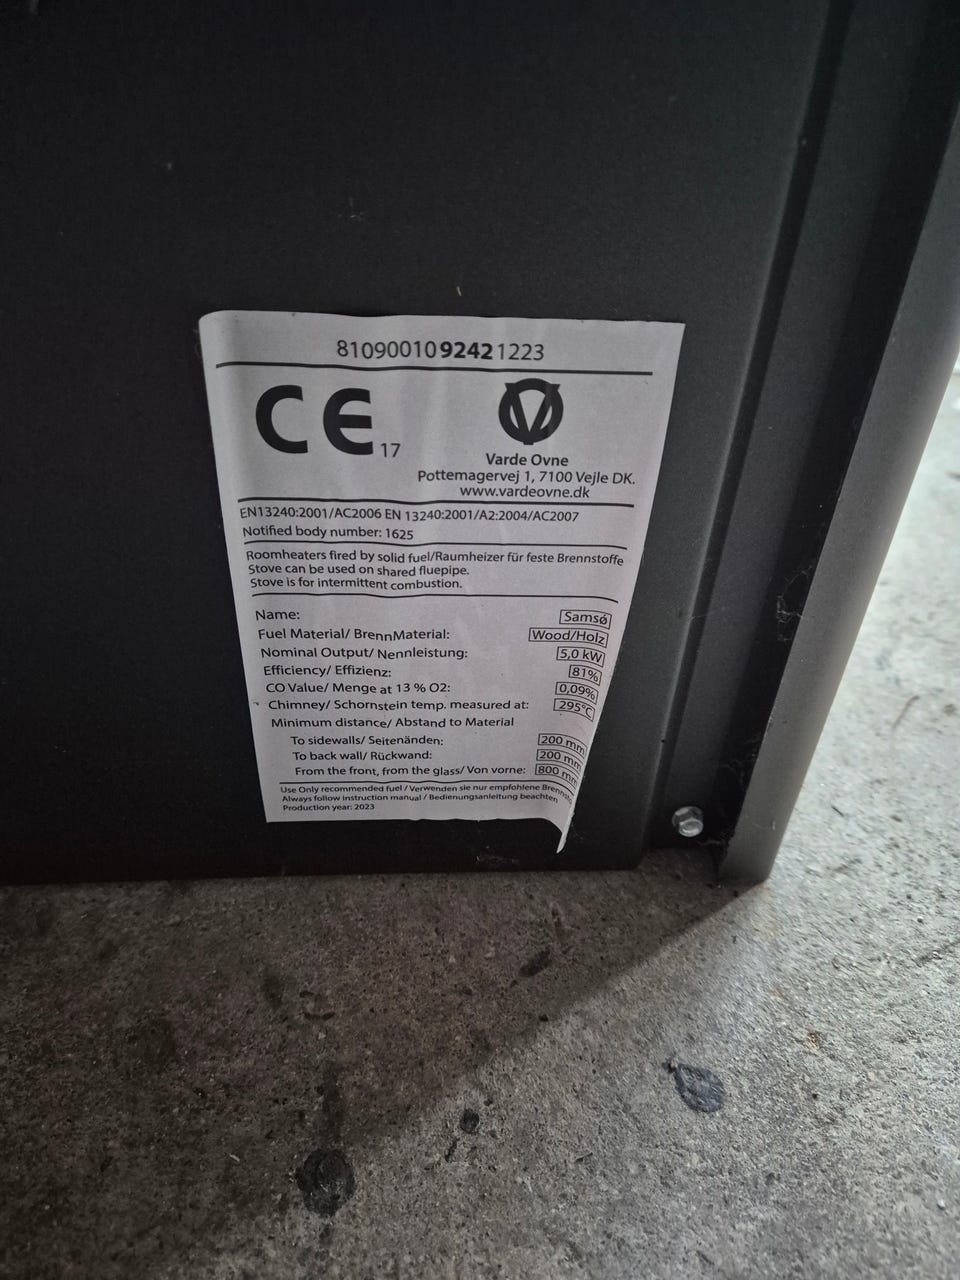 81090010 9242 1223
CE 17
Varde Ovne
Pottemagervej 1, 7100 Vejle DK.
www.vardeovne.dk
EN13240:2001/AC2006 EN 13240:2001/A2:2004/AC2007
Notified body number: 1625
Roomheaters fired by solid fuel/Raumheizer für feste Brennstoffe
Stove can be used on shared fluepipe.
Stove is for intermittent combustion.
Name: Samsø
Fuel Material/ BrennMaterial: Wood/Holz
Nominal Output/ Nennleistung: 5,0 kW
Efficiency/ Effizienz: 81%
CO Value/ Menge at 13 % O2: 0,09%
Chimney/ Schornstein temp. measured at: 295°C
Minimum distance/ Abstand to Material
To sidewalls/ Seitenänden: 200 mm
To back wall/ Rückwand: 200 mm
From the front, from the glass/ Von vorne: 800 mm
Use Only recommended fuel / Verwenden sie nur empfohlene
Always follow instruction manual / Bedienungsanleitung beachten
Production year: 2023